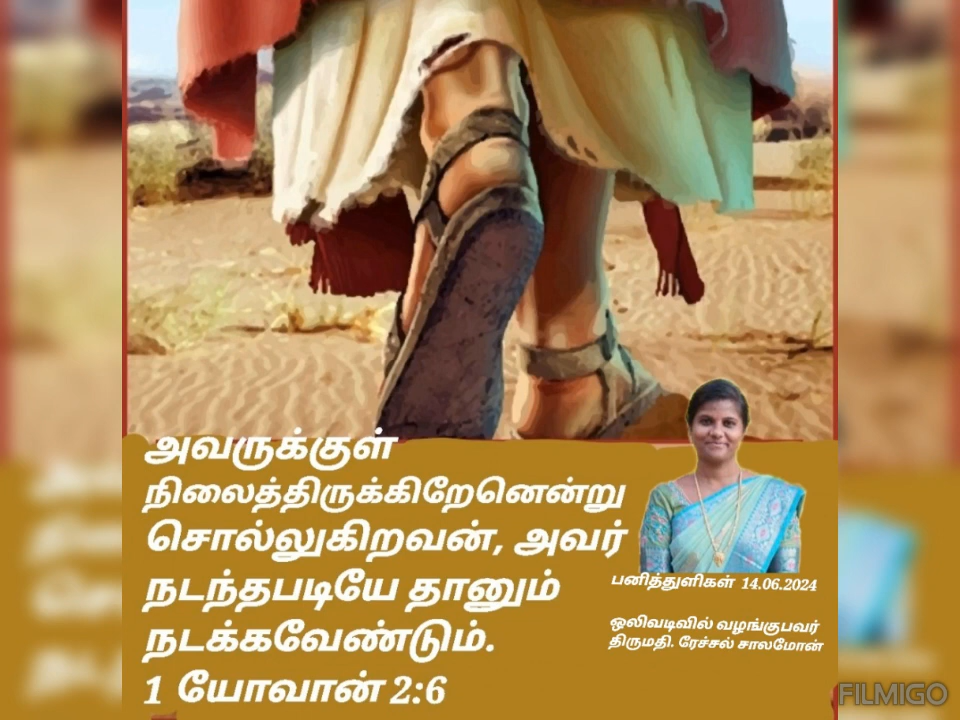 அவருக்குள்
நிலைத்திருக்கிறேனென்று
சொல்லுகிறவன், அவர்
நடந்தபடியே தானும்
நடக்கவேண்டும்.
1 யோவான் 2:6
பனித்துளிகள் 14.06.2024
ஒலிவடிவில் வழங்குபவர்
திருமதி. ரேச்சல் சாலமோன்
FILMIGO